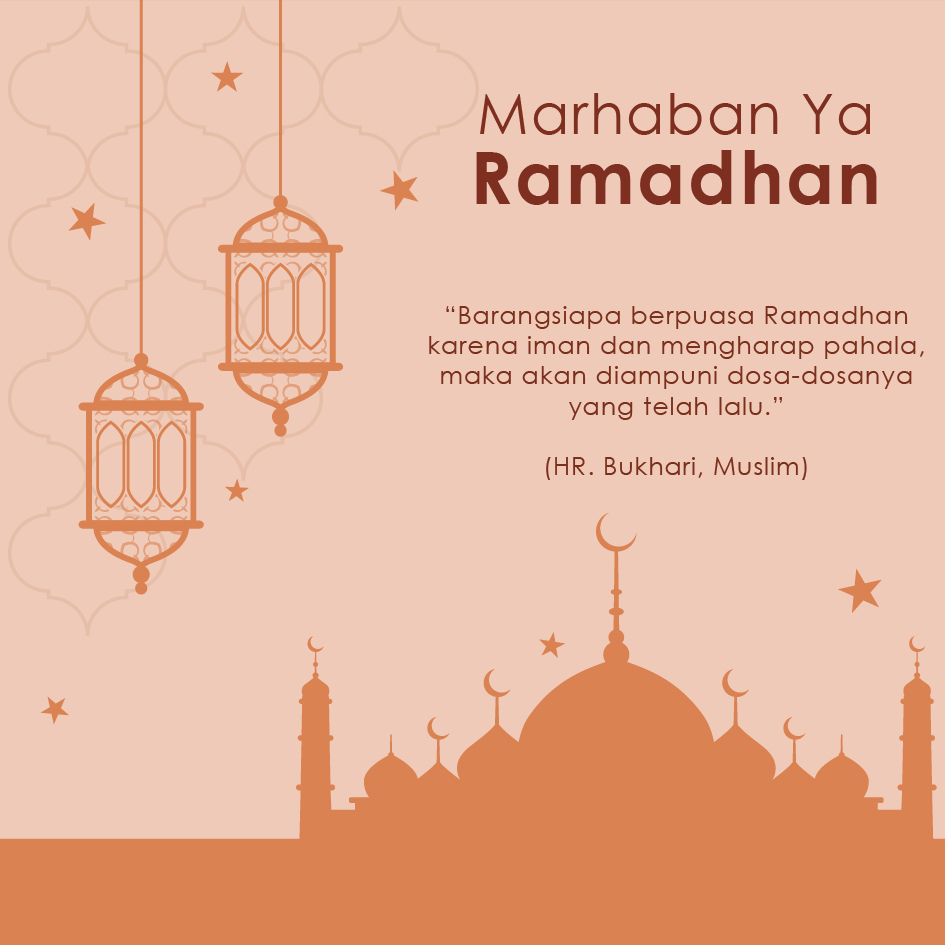 Marhaban Ya
Ramadhan
“Barangsiapa berpuasa Ramadhan
karena iman dan mengharap pahala,
maka akan diampuni dosa-dosanya
yang telah lalu.”
(HR. Bukhari, Muslim)